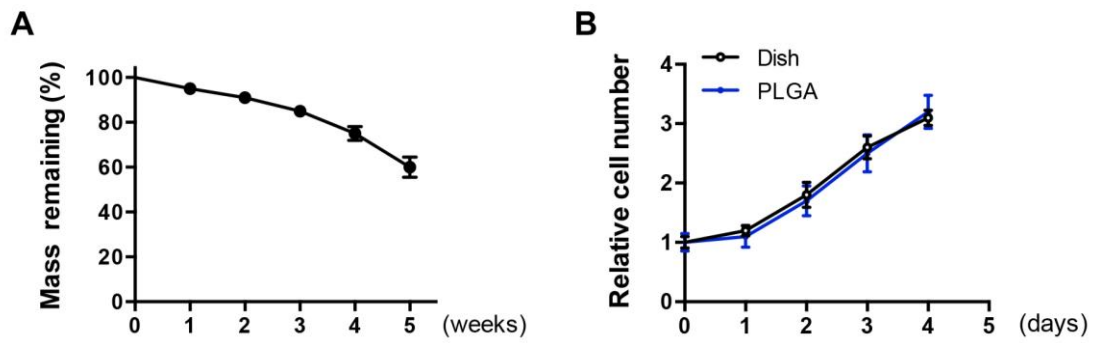 A
Mass remaining (%)
100
80
60
40
20
0
0 1 2 3 4 5 (weeks)
B
Dish
PLGA
Relative cell number
4
3
2
1
0
0 1 2 3 4 5 (days)